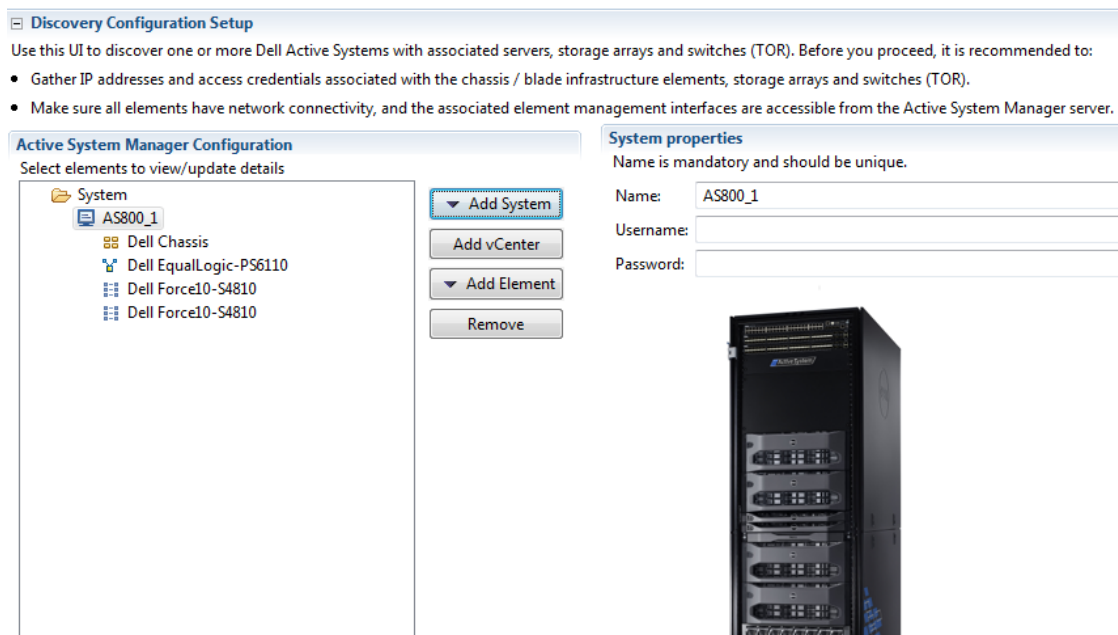 Discovery Configuration Setup
Use this UI to discover one or more Dell Active Systems with associated servers, storage arrays and switches (TOR). Before you proceed, it is recommended to:
• Gather IP addresses and access credentials associated with the chassis / blade infrastructure elements, storage arrays and switches (TOR).
• Make sure all elements have network connectivity, and the associated element management interfaces are accessible from the Active System Manager server.
Active System Manager Configuration
Select elements to view/update details
System
AS800_1
Dell Chassis
Dell EqualLogic-PS6110
Dell Force10-S4810
Dell Force10-S4810
Add System
Add vCenter
Add Element
Remove
System properties
Name is mandatory and should be unique.
Name: AS800_1
Username:
Password:
ActiveSystem